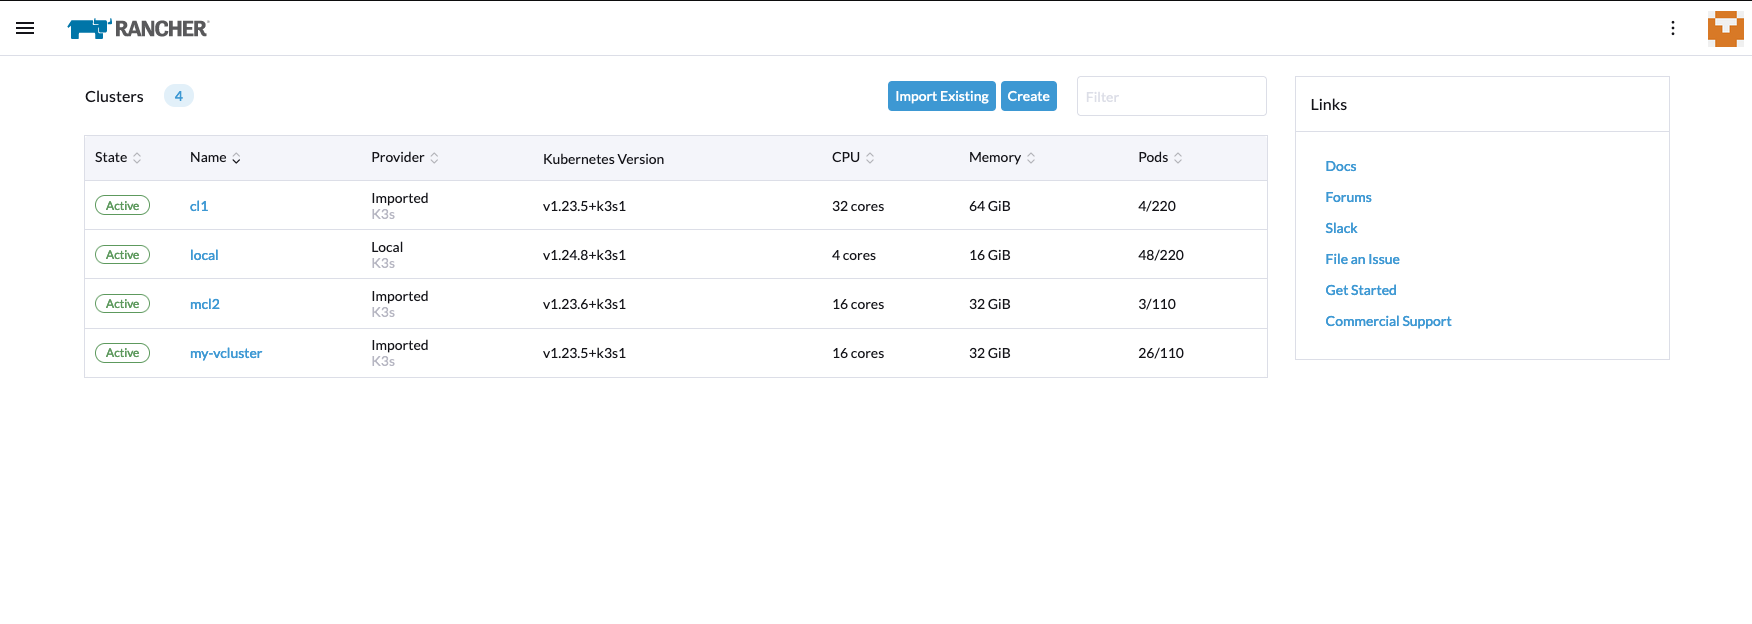 RANCHER
Clusters 4 Import Existing Create Filter
State Name Provider Kubernetes Version CPU Memory Pods
Active cl1 Imported K3s v1.23.5+k3s1 32 cores 64 GiB 4/220
Active local Local K3s v1.24.8+k3s1 4 cores 16 GiB 48/220
Active mcl2 Imported K3s v1.23.6+k3s1 16 cores 32 GiB 3/110
Active my-vcluster Imported K3s v1.23.5+k3s1 16 cores 32 GiB 26/110
Links
Docs
Forums
Slack
File an Issue
Get Started
Commercial Support